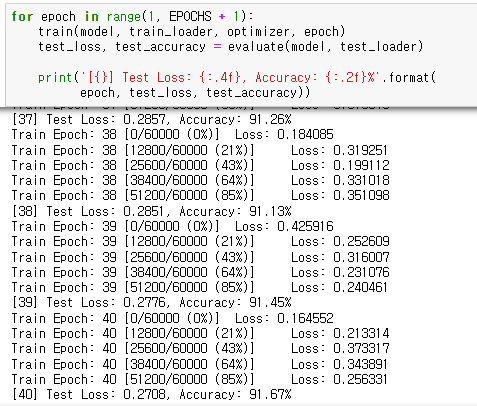 for epoch in range(1, EPOCHS + 1):
    train(model, train_loader, optimizer, epoch)
    test_loss, test_accuracy = evaluate(model, test_loader)
    print('[{}] Test Loss: {:.4f}, Accuracy: {:.2f}%'.format(
          epoch, test_loss, test_accuracy))
[37] Test Loss: 0.2857, Accuracy: 91.26%
Train Epoch: 38 [0/60000 (0%)]  Loss: 0.184085
Train Epoch: 38 [12800/60000 (21%)]     Loss: 0.319251
Train Epoch: 38 [25600/60000 (43%)]     Loss: 0.199112
Train Epoch: 38 [38400/60000 (64%)]     Loss: 0.331018
Train Epoch: 38 [51200/60000 (85%)]     Loss: 0.351098
[38] Test Loss: 0.2851, Accuracy: 91.13%
Train Epoch: 39 [0/60000 (0%)]  Loss: 0.425916
Train Epoch: 39 [12800/60000 (21%)]     Loss: 0.252609
Train Epoch: 39 [25600/60000 (43%)]     Loss: 0.316007
Train Epoch: 39 [38400/60000 (64%)]     Loss: 0.231076
Train Epoch: 39 [51200/60000 (85%)]     Loss: 0.240461
[39] Test Loss: 0.2776, Accuracy: 91.45%
Train Epoch: 40 [0/60000 (0%)]  Loss: 0.164552
Train Epoch: 40 [12800/60000 (21%)]     Loss: 0.213314
Train Epoch: 40 [25600/60000 (43%)]     Loss: 0.373317
Train Epoch: 40 [38400/60000 (64%)]     Loss: 0.343891
Train Epoch: 40 [51200/60000 (85%)]     Loss: 0.256331
[40] Test Loss: 0.2708, Accuracy: 91.67%